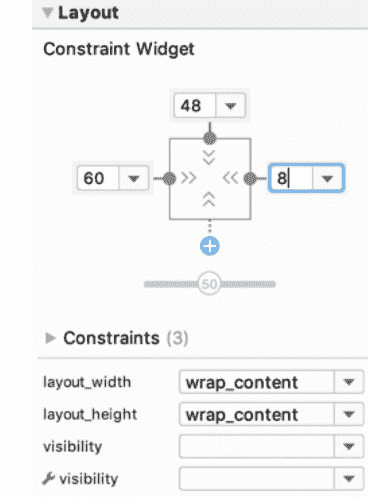 Layout
Constraint Widget
48
60
8
50
Constraints (3)
layout_width wrap_content
layout_height wrap_content
visibility
visibility